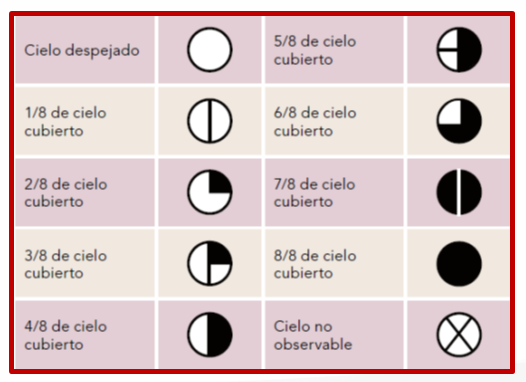 Cielo despejado
5/8 de cielo
cubierto
1/8 de cielo
cubierto
6/8 de cielo
cubierto
2/8 de cielo
cubierto
7/8 de cielo
cubierto
3/8 de cielo
cubierto
8/8 de cielo
cubierto
4/8 de cielo
cubierto
Cielo no
observable